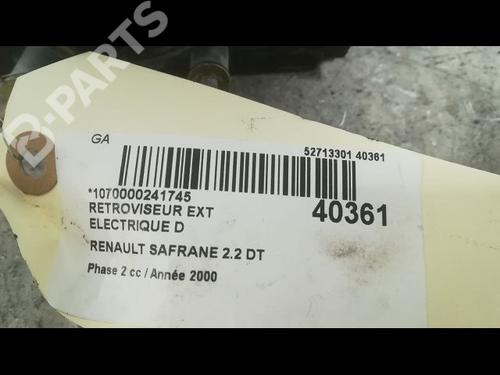 B-PARTS
GA
52713301 40361
*1070000241745
40361
RETROVISEUR EXT
ELECTRIQUE D
RENAULT SAFRANE 2.2 DT
Phase 2 cc / Année 2000